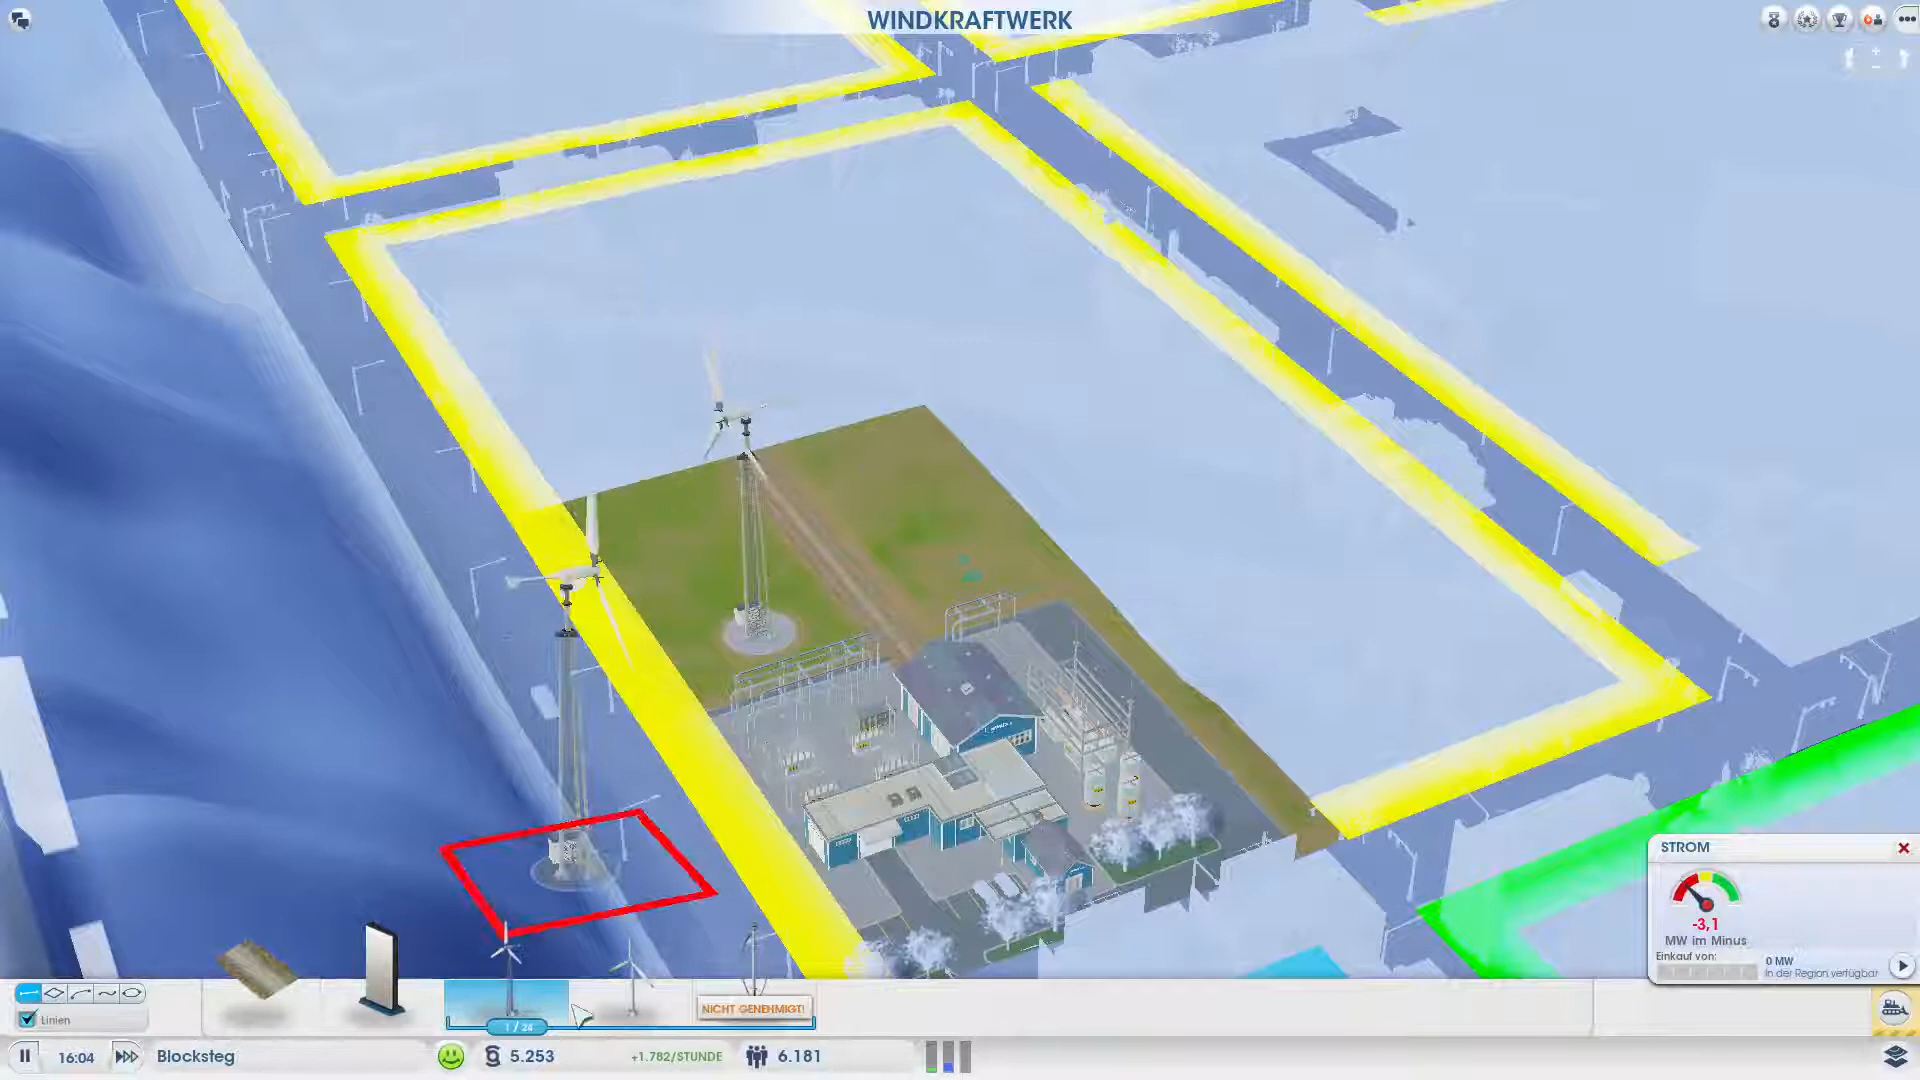 WINDKRAFTWERK
STROM
-3,1
MW im Minus
Einkauf von:
0 MW
In der Region verfügbar
Linien
1 / 24
NICHT GENEHMIGT!
16:04
Blocksteg
5.253
+1.782/STUNDE
6.181